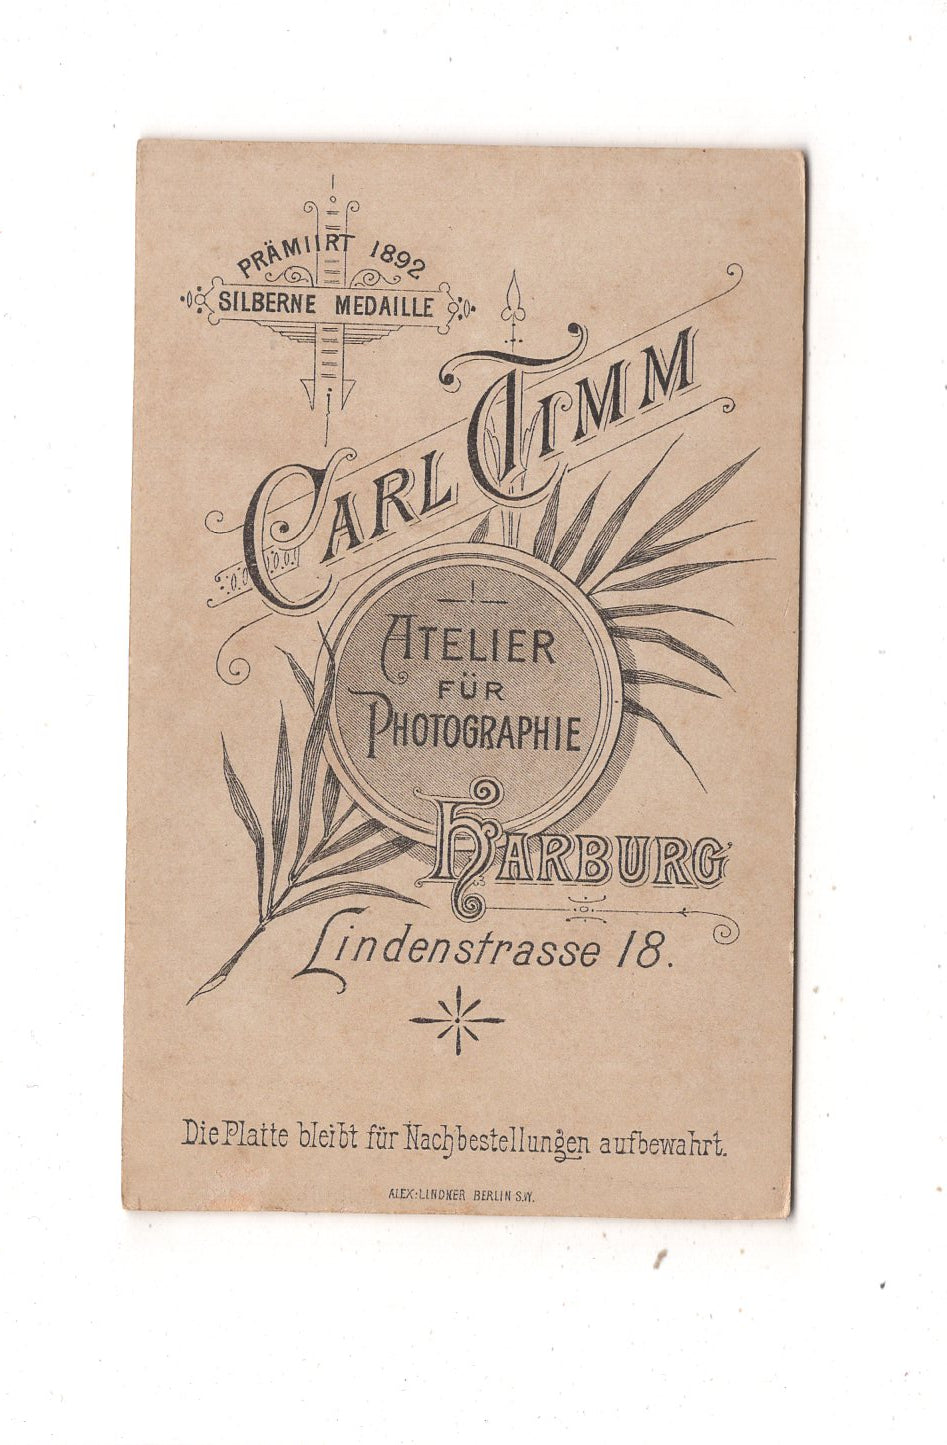 PRÄMIIRT 1892
SILBERNE MEDAILLE
CARL TIMM
ATELIER
FÜR
PHOTOGRAPHIE
HARBURG
Lindenstrasse 18.
Die Platte bleibt für Nachbestellungen aufbewahrt.
ALEX: LINDNER BERLIN S.W.